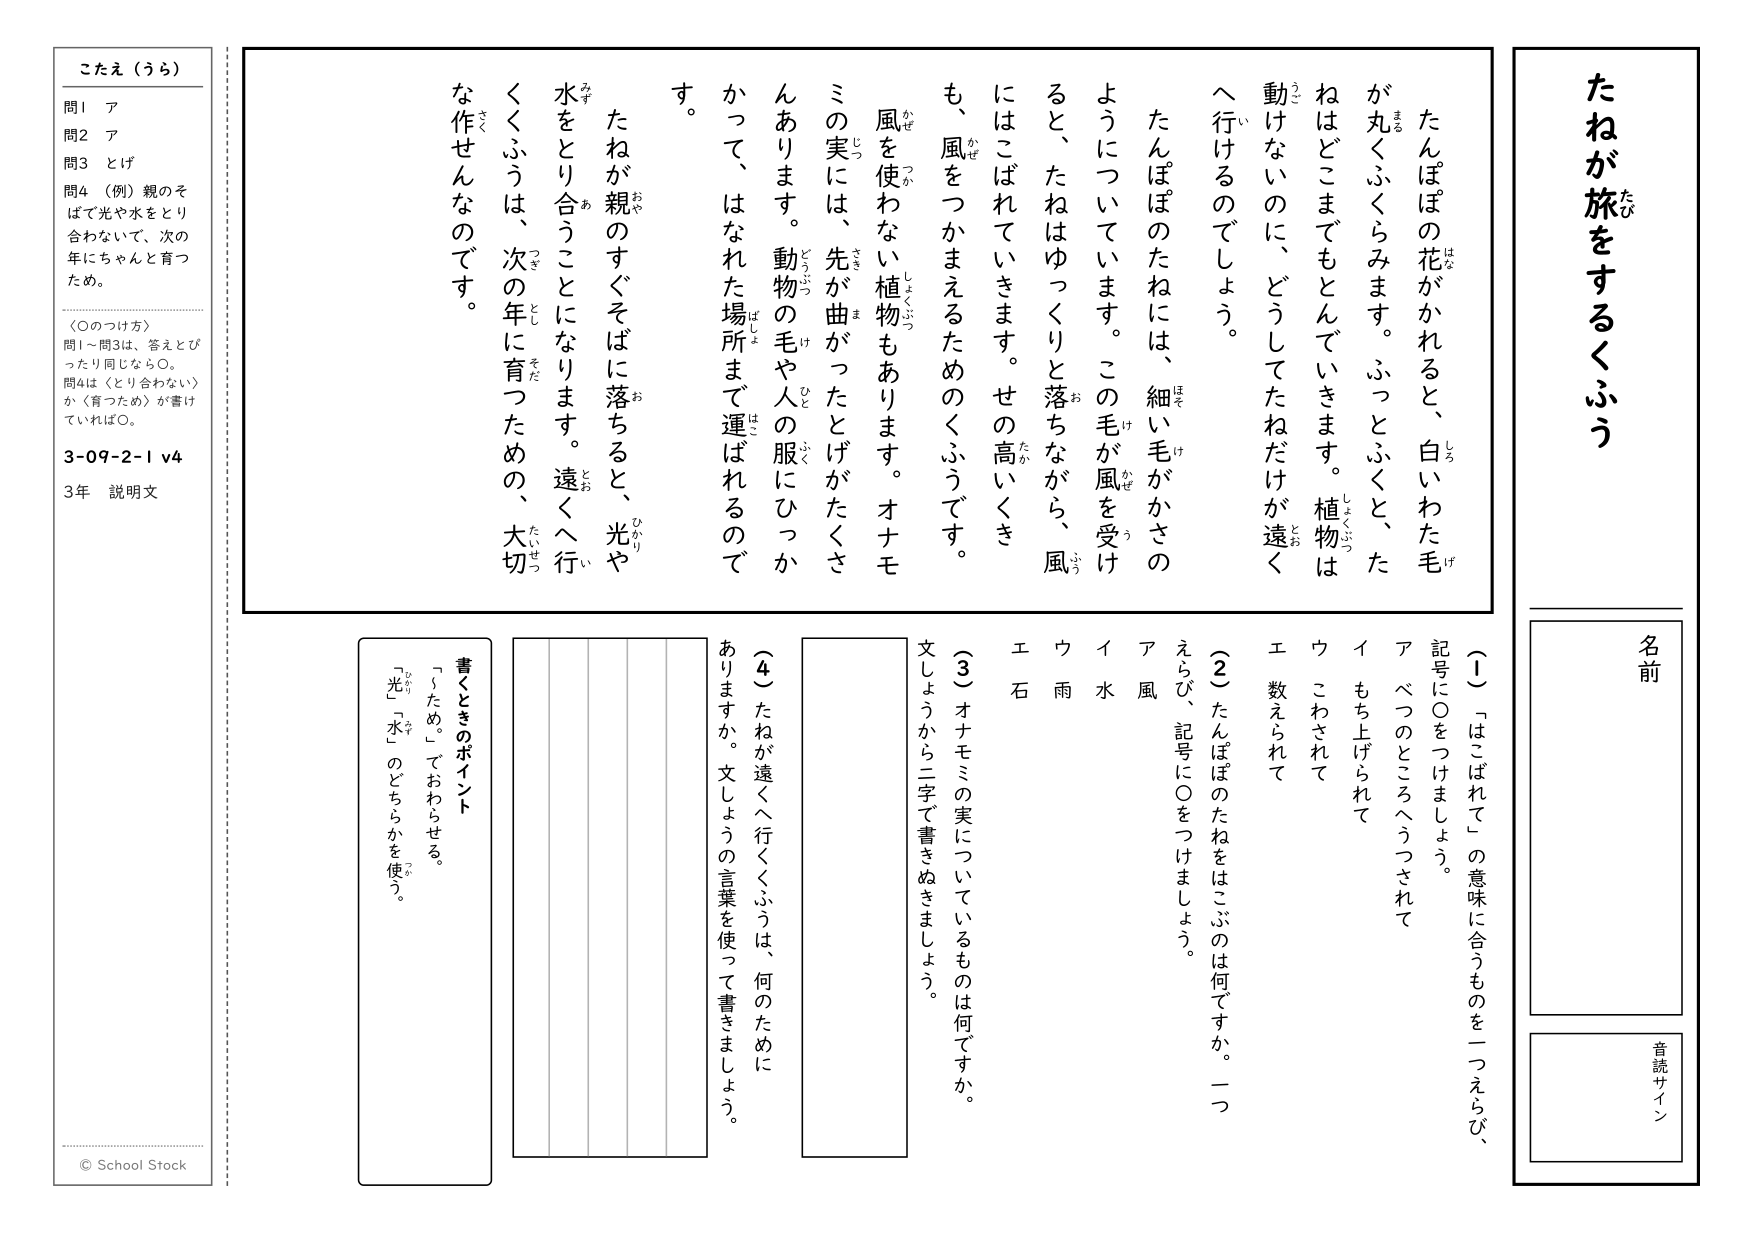 たねが旅をするくふう
たび
名前
音読サイン
たんぽぽの花がかれると、白いわた毛
が丸くふくらみます。ふっとふくと、た
ねはどこまでもとんでいきます。植物は
動けないのに、どうしてたねだけが遠く
へ行けるのでしょう。
たんぽぽのたねには、細い毛がかさの
ようについています。この毛が風を受け
ると、たねはゆっくりと落ちながら、風
にはこばれていきます。せの高いくき
も、風をつかまえるためのくふうです。
風を使わない植物もあります。オナモ
ミの実には、先が曲がったとげがたくさ
んあります。動物の毛や人の服にひっか
かって、はなれた場所まで運ばれるので
す。
たねが親のすぐそばに落ちると、光や
水をとり合うことになります。遠くへ行
くくふうは、次の年に育つための、大切
な作せんなのです。
(1)「はこばれて」の意味に合うものを一つえらび、
記号に〇をつけましょう。
ア べつのところへうつされて
イ もち上げられて
ウ こわされて
エ 数えられて
(2)たんぽぽのたねをはこぶのは何ですか。一つ
えらび、記号に〇をつけましょう。
ア 風
イ 水
ウ 雨
エ 石
(3)オナモミの実についているものは何ですか。
文しょうから二字で書きぬきましょう。
(4)たねが遠くへ行くくふうは、何のために
ありますか。文しょうの言葉を使って書きましょう。
書くときのポイント
「〜ため。」でおわらせる。
「光」「水」のどちらかを使う。
こたえ（うら）
問1 ア
問2 ア
問3 とげ
問4 （例）親のそ
ばで光や水をとり
合わないで、次の
年にちゃんと育つ
ため。
〈〇のつけ方〉
問1〜問3は、答えとぴ
ったり同じなら〇。
問4は〈とり合わない〉
か〈育つため〉が書け
ていれば〇。
3-09-2-1 v4
3年 説明文
© School Stock